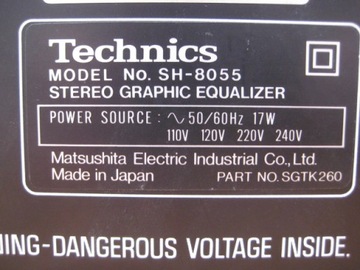 Technics
MODEL No. SH-8055
STEREO GRAPHIC EQUALIZER
POWER SOURCE : ∿ 50/60Hz 17W
110V 120V 220V 240V
Matsushita Electric Industrial Co., Ltd.
Made in Japan PART NO. SGTK260
-DANGEROUS VOLTAGE INSIDE.